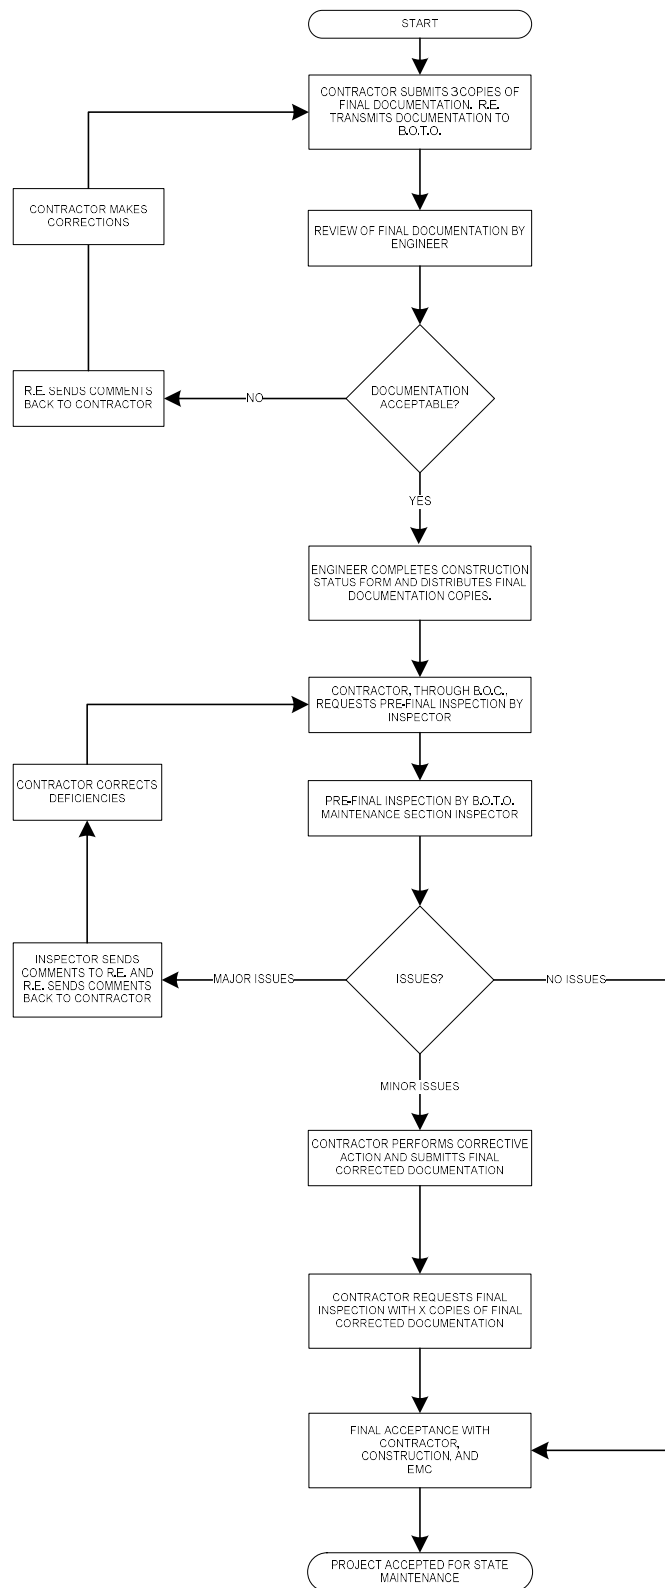 START
CONTRACTOR SUBMITS 3 COPIES OF
FINAL DOCUMENTATION. R.E.
TRANSMITS DOCUMENTATION TO
B.O.T.O.
CONTRACTOR MAKES
CORRECTIONS
REVIEW OF FINAL DOCUMENTATION BY
ENGINEER
R.E. SENDS COMMENTS
BACK TO CONTRACTOR
NO
DOCUMENTATION
ACCEPTABLE?
YES
ENGINEER COMPLETES CONSTRUCTION
STATUS FORM AND DISTRIBUTES FINAL
DOCUMENTATION COPIES.
CONTRACTOR, THROUGH B.O.C.,
REQUESTS PRE-FINAL INSPECTION BY
INSPECTOR
CONTRACTOR CORRECTS
DEFICIENCIES
PRE-FINAL INSPECTION BY B.O.T.O.
MAINTENANCE SECTION INSPECTOR
INSPECTOR SENDS
COMMENTS TO R.E. AND
R.E. SENDS COMMENTS
BACK TO CONTRACTOR
MAJOR ISSUES
ISSUES?
NO ISSUES
MINOR ISSUES
CONTRACTOR PERFORMS CORRECTIVE
ACTION AND SUBMITTS FINAL
CORRECTED DOCUMENTATION
CONTRACTOR REQUESTS FINAL
INSPECTION WITH X COPIES OF FINAL
CORRECTED DOCUMENTATION
FINAL ACCEPTANCE WITH
CONTRACTOR,
CONSTRUCTION, AND
EMC
PROJECT ACCEPTED FOR STATE
MAINTENANCE